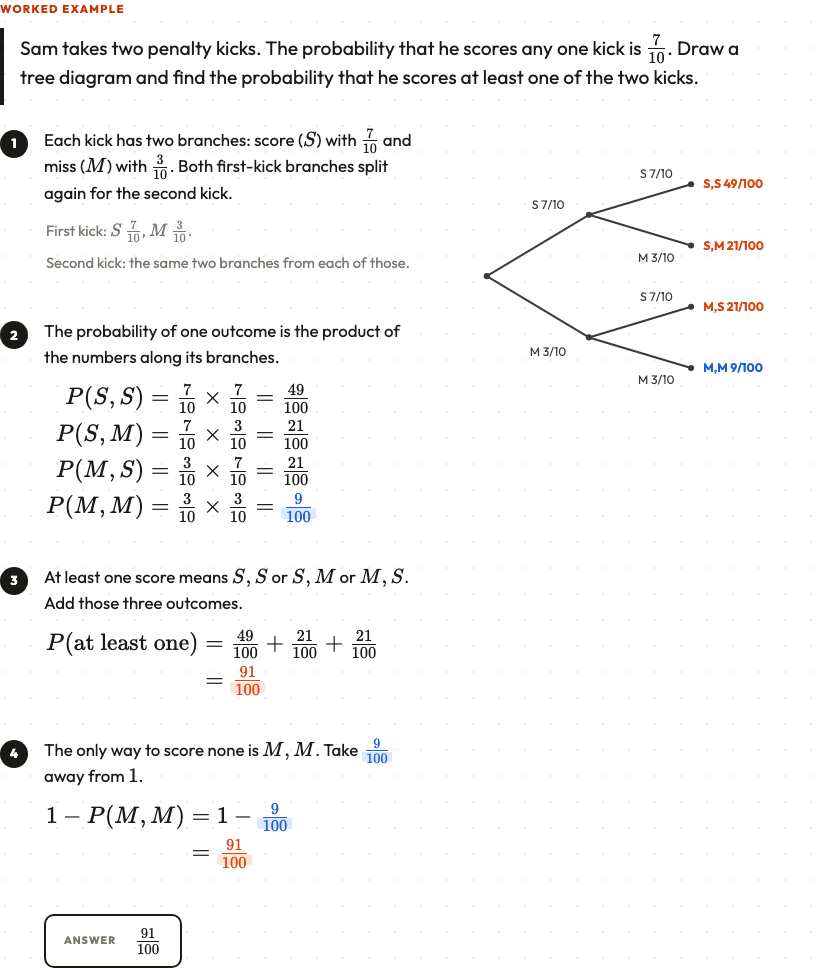 WORKED EXAMPLE
Sam takes two penalty kicks. The probability that he scores any one kick is 7/10. Draw a
tree diagram and find the probability that he scores at least one of the two kicks.
1
Each kick has two branches: score (S) with 7/10 and
miss (M) with 3/10. Both first-kick branches split
again for the second kick.
First kick: S 7/10, M 3/10.
Second kick: the same two branches from each of those.
S 7/10
M 3/10
S 7/10
M 3/10
S 7/10
M 3/10
S,S 49/100
S,M 21/100
M,S 21/100
M,M 9/100
2
The probability of one outcome is the product of
the numbers along its branches.
P(S, S) = 7/10 × 7/10 = 49/100
P(S, M) = 7/10 × 3/10 = 21/100
P(M, S) = 3/10 × 7/10 = 21/100
P(M, M) = 3/10 × 3/10 = 9/100
3
At least one score means S, S or S, M or M, S.
Add those three outcomes.
P(at least one) = 49/100 + 21/100 + 21/100
= 91/100
4
The only way to score none is M, M. Take 9/100
away from 1.
1 − P(M, M) = 1 − 9/100
= 91/100
ANSWER 91/100